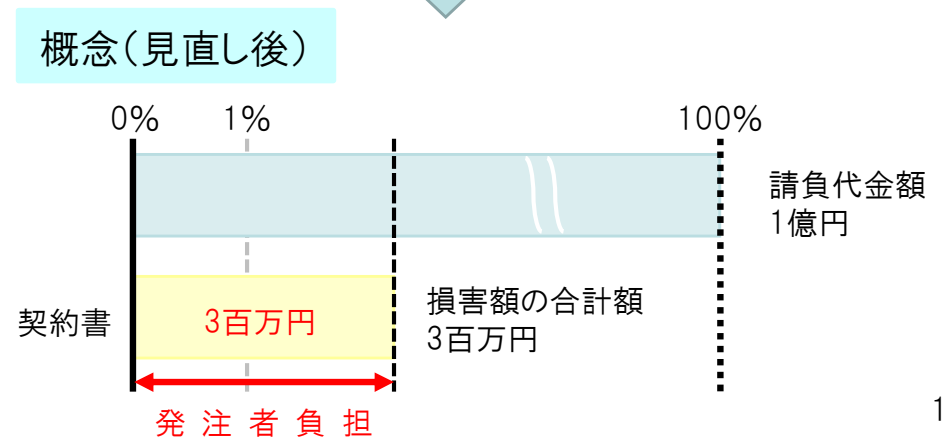 概念(見直し後)
0%
1%
100%
請負代金額
1億円
契約書
3百万円
損害額の合計額
3百万円
発注者負担
1